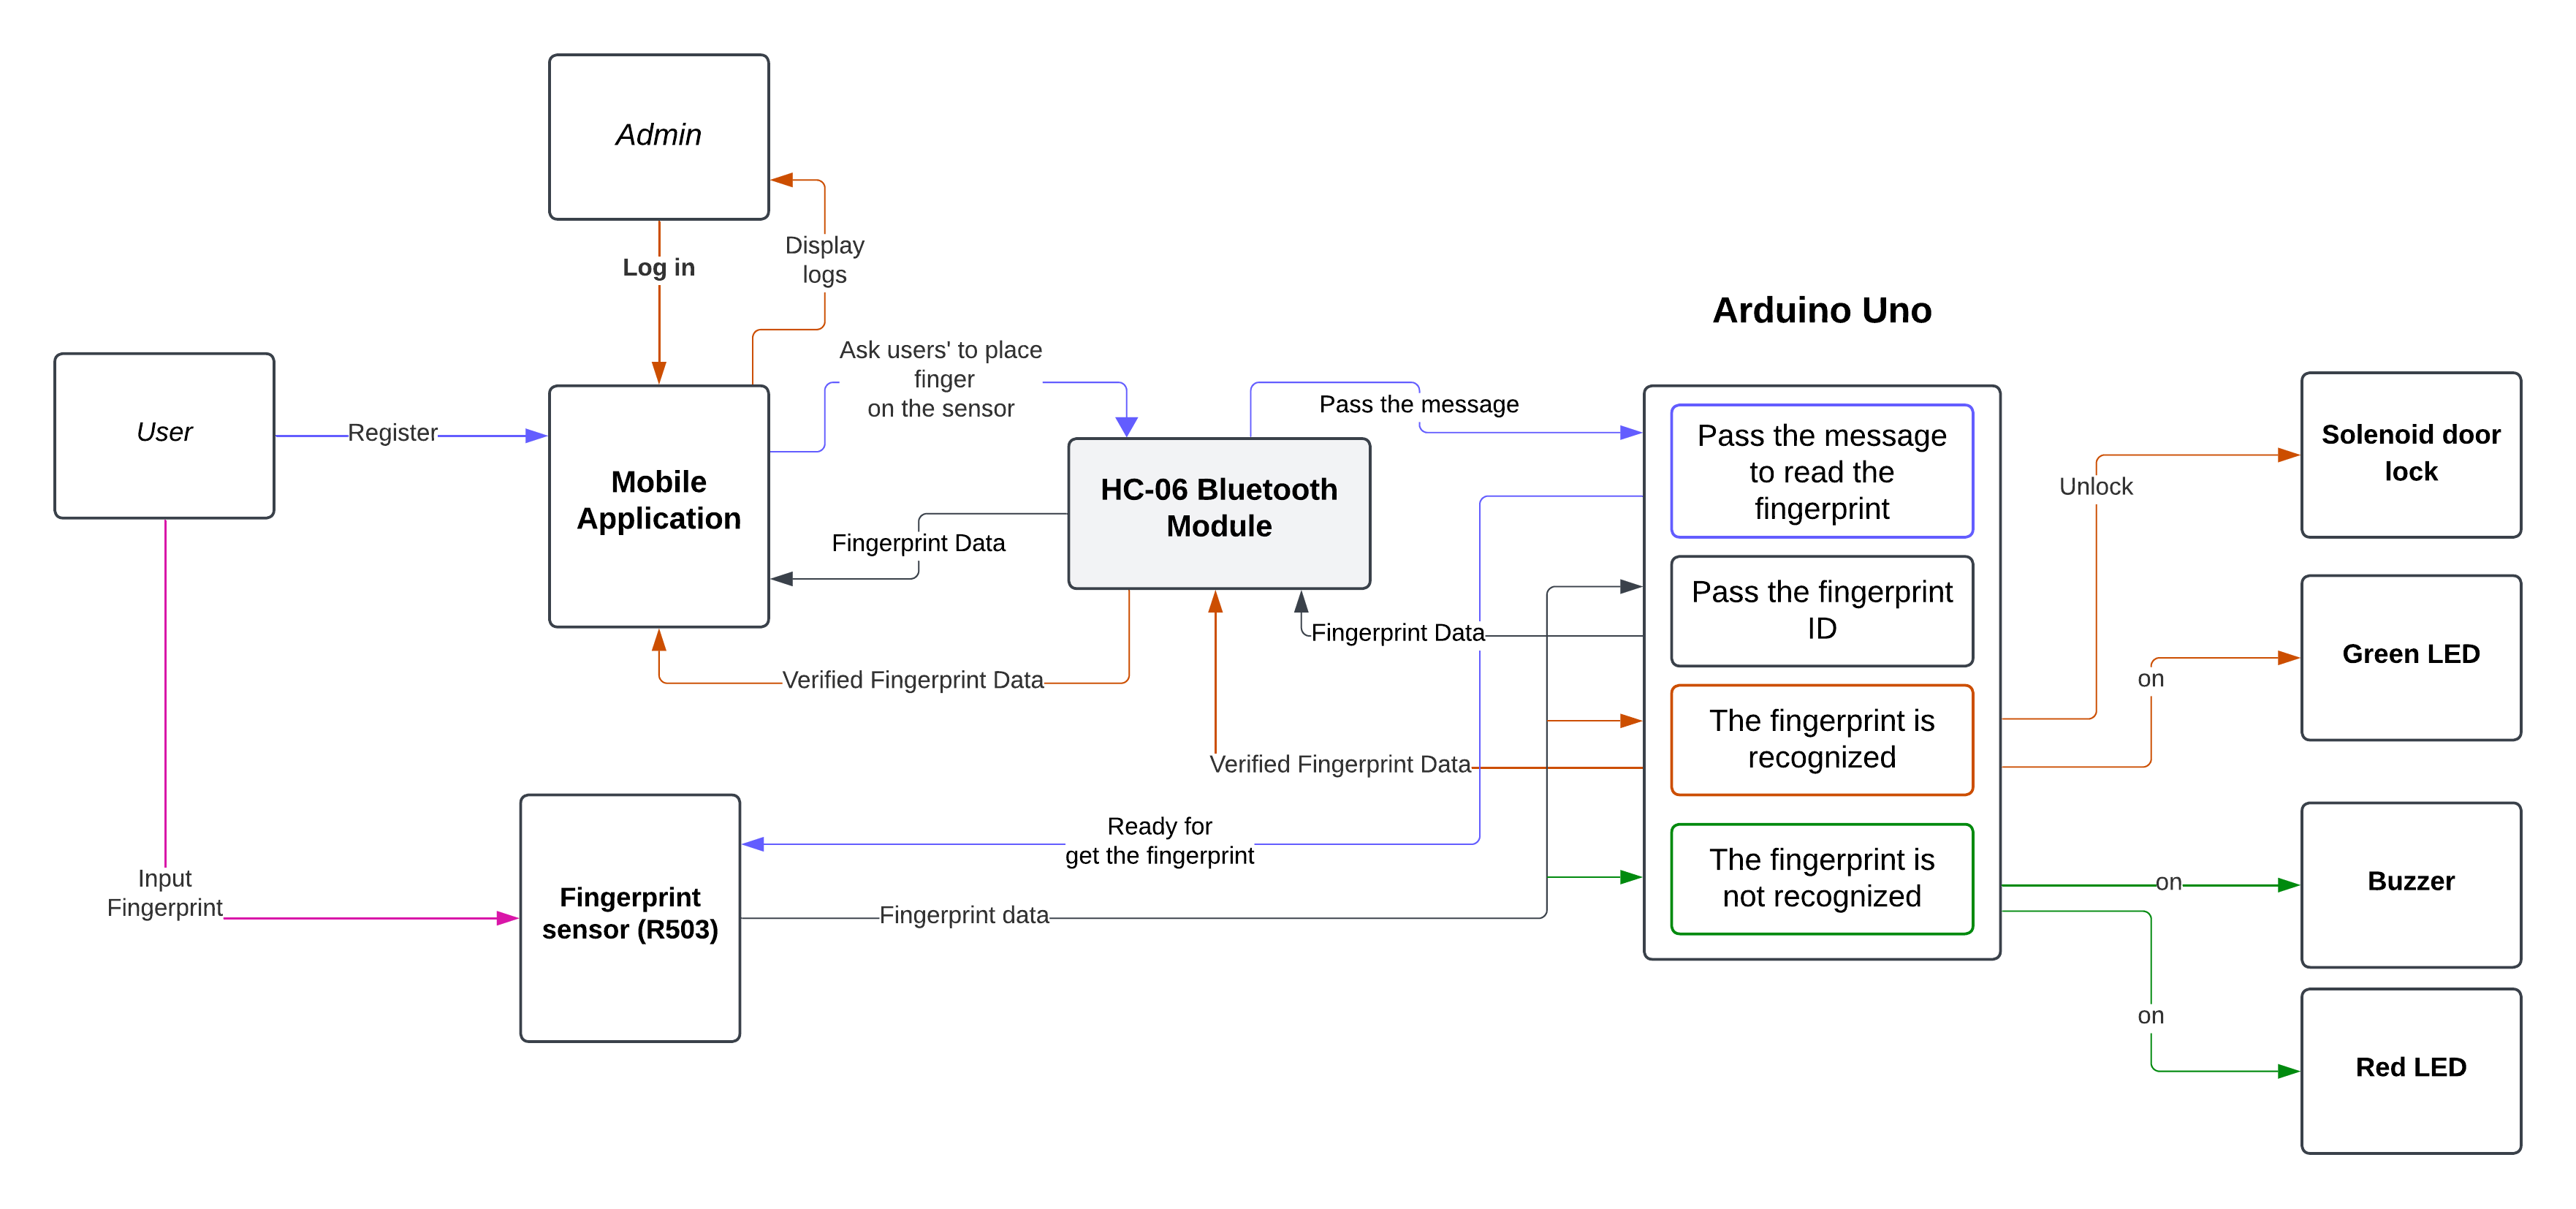 Admin
Log in
Display
logs
Arduino Uno
User
Register
Mobile
Application
Ask users' to place
finger
on the sensor
Pass the message
HC-06 Bluetooth
Module
Fingerprint Data
Fingerprint Data
Verified Fingerprint Data
Verified Fingerprint Data
Ready for
get the fingerprint
Input
Fingerprint
Fingerprint
sensor (R503)
Fingerprint data
Pass the message
to read the
fingerprint
Pass the fingerprint
ID
The fingerprint is
recognized
The fingerprint is
not recognized
Unlock
on
on
on
Solenoid door
lock
Green LED
Buzzer
Red LED